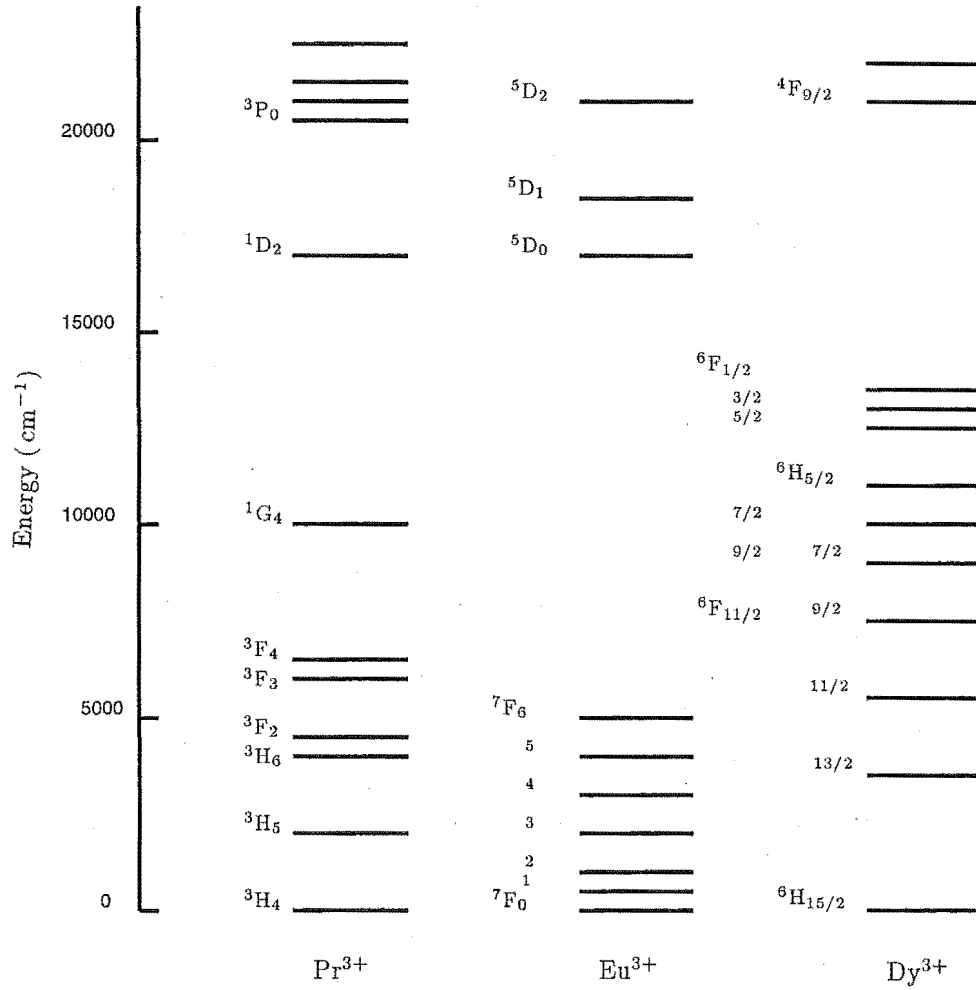 ⁵D₂
⁴F₉/₂
³P₀
20000
⁵D₁
¹D₂
⁵D₀
15000
⁶F₁/₂
3/2
5/2
⁶H₅/₂
Energy (cm⁻¹)
¹G₄
10000
7/2
9/2 7/2
⁶F₁₁/₂ 9/2
³F₄
³F₃
11/2
5000
⁷F₆
³F₂
³H₆
5
13/2
4
³H₅
3
2
1
0
³H₄
⁷F₀
⁶H₁₅/₂
Pr³⁺ Eu³⁺ Dy³⁺